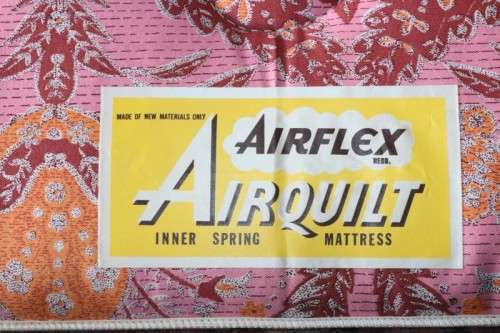 MADE OF NEW MATERIALS ONLY
AIRFLEX
REGD.
AIRQUILT
INNER SPRING MATTRESS